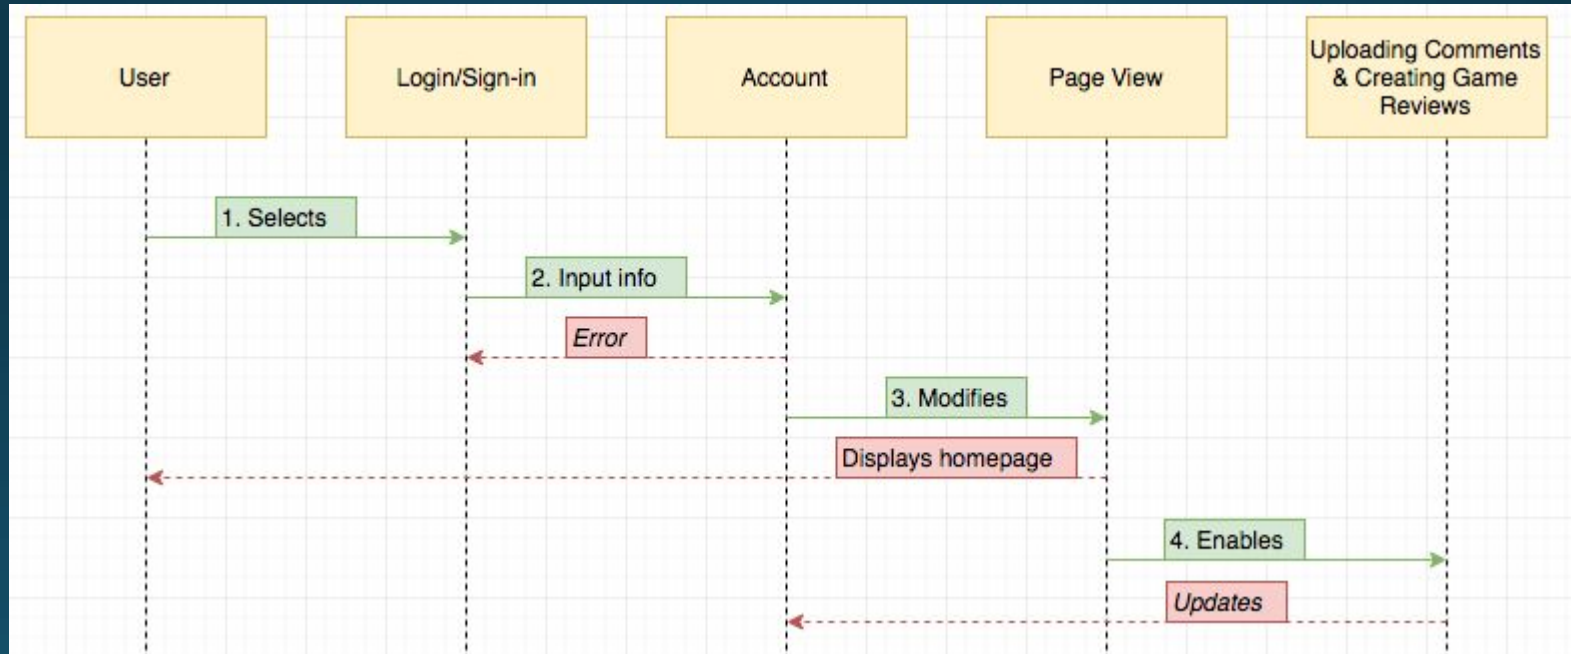 User
Login/Sign-in
Account
Page View
Uploading Comments
& Creating Game
Reviews
1. Selects
2. Input info
Error
3. Modifies
Displays homepage
4. Enables
Updates